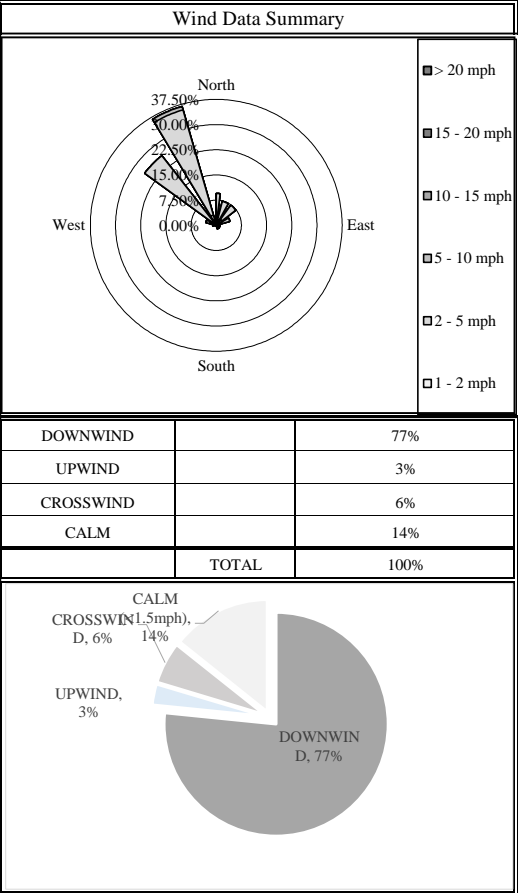 Wind Data Summary
North
37.50%
30.00%
22.50%
15.00%
7.50%
0.00%
West
East
South
> 20 mph
15 - 20 mph
10 - 15 mph
5 - 10 mph
2 - 5 mph
1 - 2 mph
DOWNWIND 77%
UPWIND 3%
CROSSWIND 6%
CALM 14%
TOTAL 100%
CALM
(<1.5mph),
14%
CROSSWIN
D, 6%
UPWIND,
3%
DOWNWIN
D, 77%